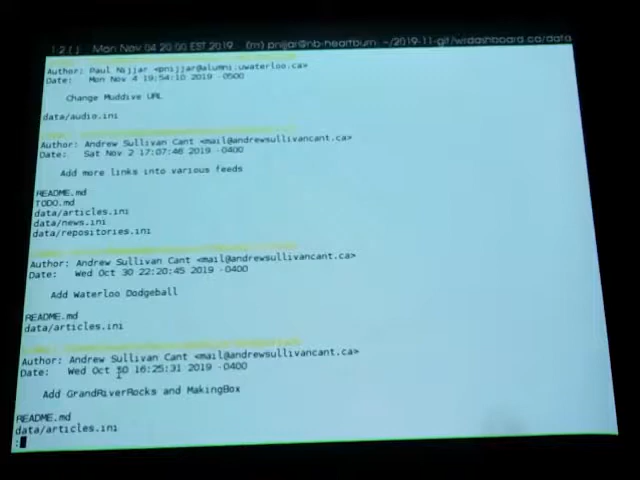 Mon Nov 04 20:00 EST 2019 (m) pnijjar@nb-heartburn: ~/2019-11-git/wrdashboard.ca/data
Author: Paul Nijjar <pnijjar@alumni.uwaterloo.ca>
Date: Mon Nov 4 19:54:10 2019 -0500
Change Muddive URL
data/audio.ini
Author: Andrew Sullivan Cant <mail@andrewsullivancant.ca>
Date: Sat Nov 2 17:07:46 2019 -0400
Add more links into various feeds
README.md
TODO.md
data/articles.ini
data/news.ini
data/repositories.ini
Author: Andrew Sullivan Cant <mail@andrewsullivancant.ca>
Date: Wed Oct 30 22:20:45 2019 -0400
Add Waterloo Dodgeball
README.md
data/articles.ini
Author: Andrew Sullivan Cant <mail@andrewsullivancant.ca>
Date: Wed Oct 30 16:25:31 2019 -0400
Add GrandRiverRocks and MakingBox
README.md
data/articles.ini
: